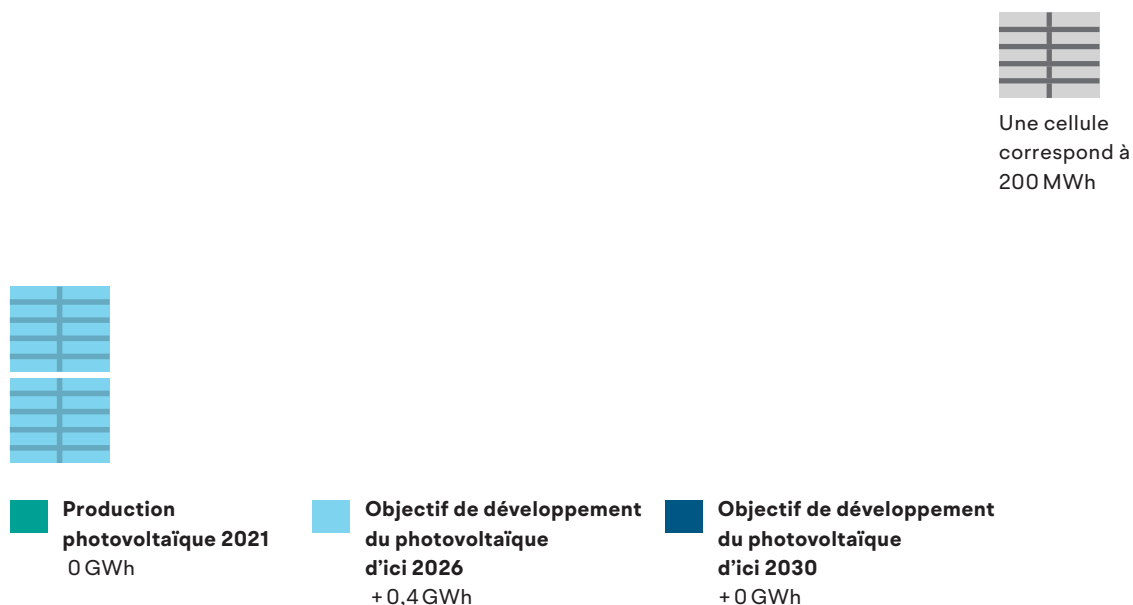 Une cellule
correspond à
200 MWh
Production
photovoltaïque 2021
0 GWh
Objectif de développement
du photovoltaïque
d'ici 2026
+ 0,4 GWh
Objectif de développement
du photovoltaïque
d'ici 2030
+ 0 GWh